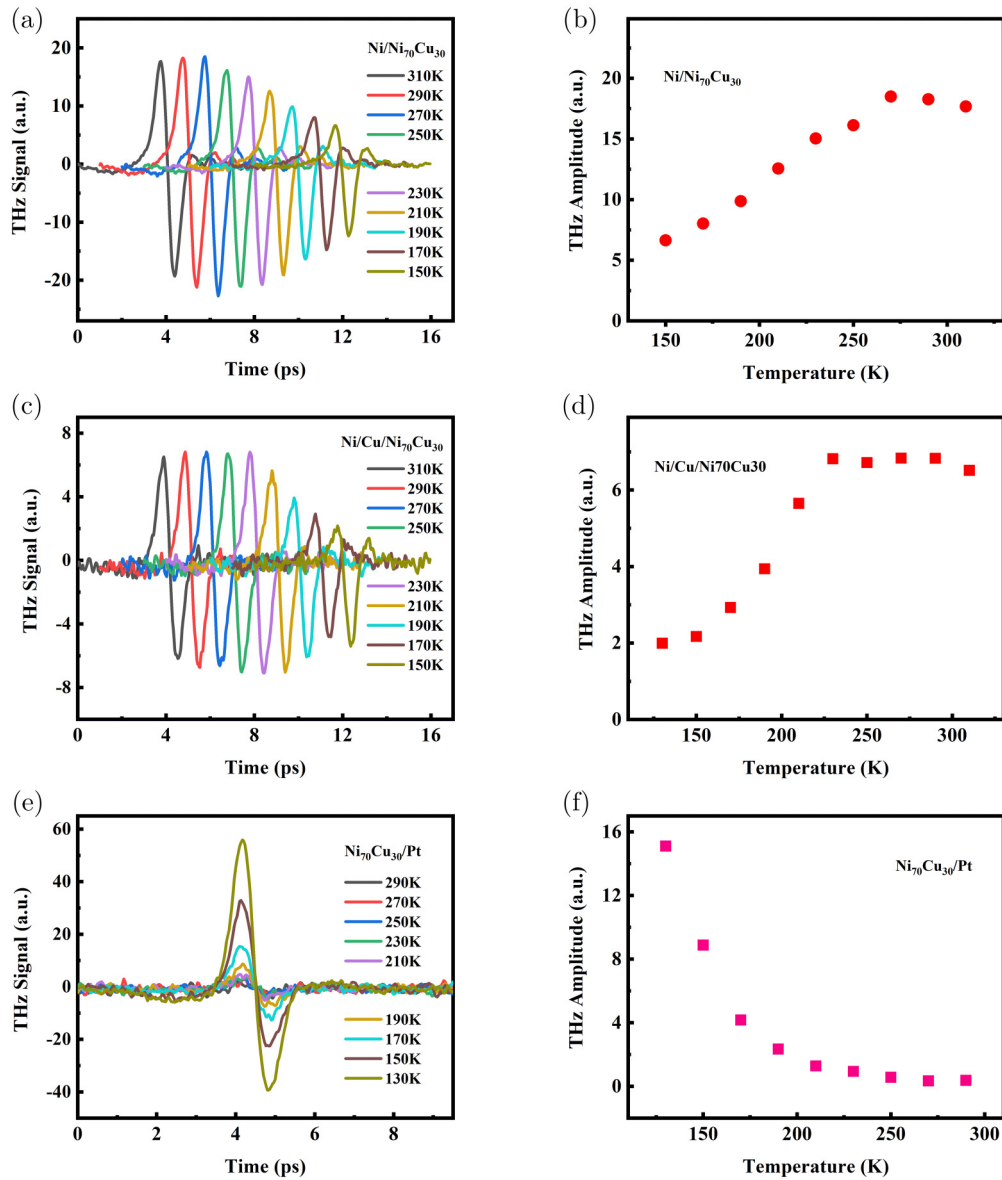 (a)
THz Signal (a.u.)
20
10
0
-10
-20
Ni/Ni₇₀Cu₃₀
310K
290K
270K
250K
230K
210K
190K
170K
150K
0 4 8 12 16
Time (ps)
(b)
THz Amplitude (a.u.)
20
15
10
5
0
Ni/Ni₇₀Cu₃₀
150 200 250 300
Temperature (K)
(c)
THz Signal (a.u.)
8
4
0
-4
-8
Ni/Cu/Ni₇₀Cu₃₀
310K
290K
270K
250K
230K
210K
190K
170K
150K
0 4 8 12 16
Time (ps)
(d)
THz Amplitude (a.u.)
6
4
2
0
Ni/Cu/Ni70Cu30
150 200 250 300
Temperature (K)
(e)
THz Signal (a.u.)
60
40
20
0
-20
-40
Ni₇₀Cu₃₀/Pt
290K
270K
250K
230K
210K
190K
170K
150K
130K
0 2 4 6 8
Time (ps)
(f)
THz Amplitude (a.u.)
16
12
8
4
0
Ni₇₀Cu₃₀/Pt
150 200 250 300
Temperature (K)